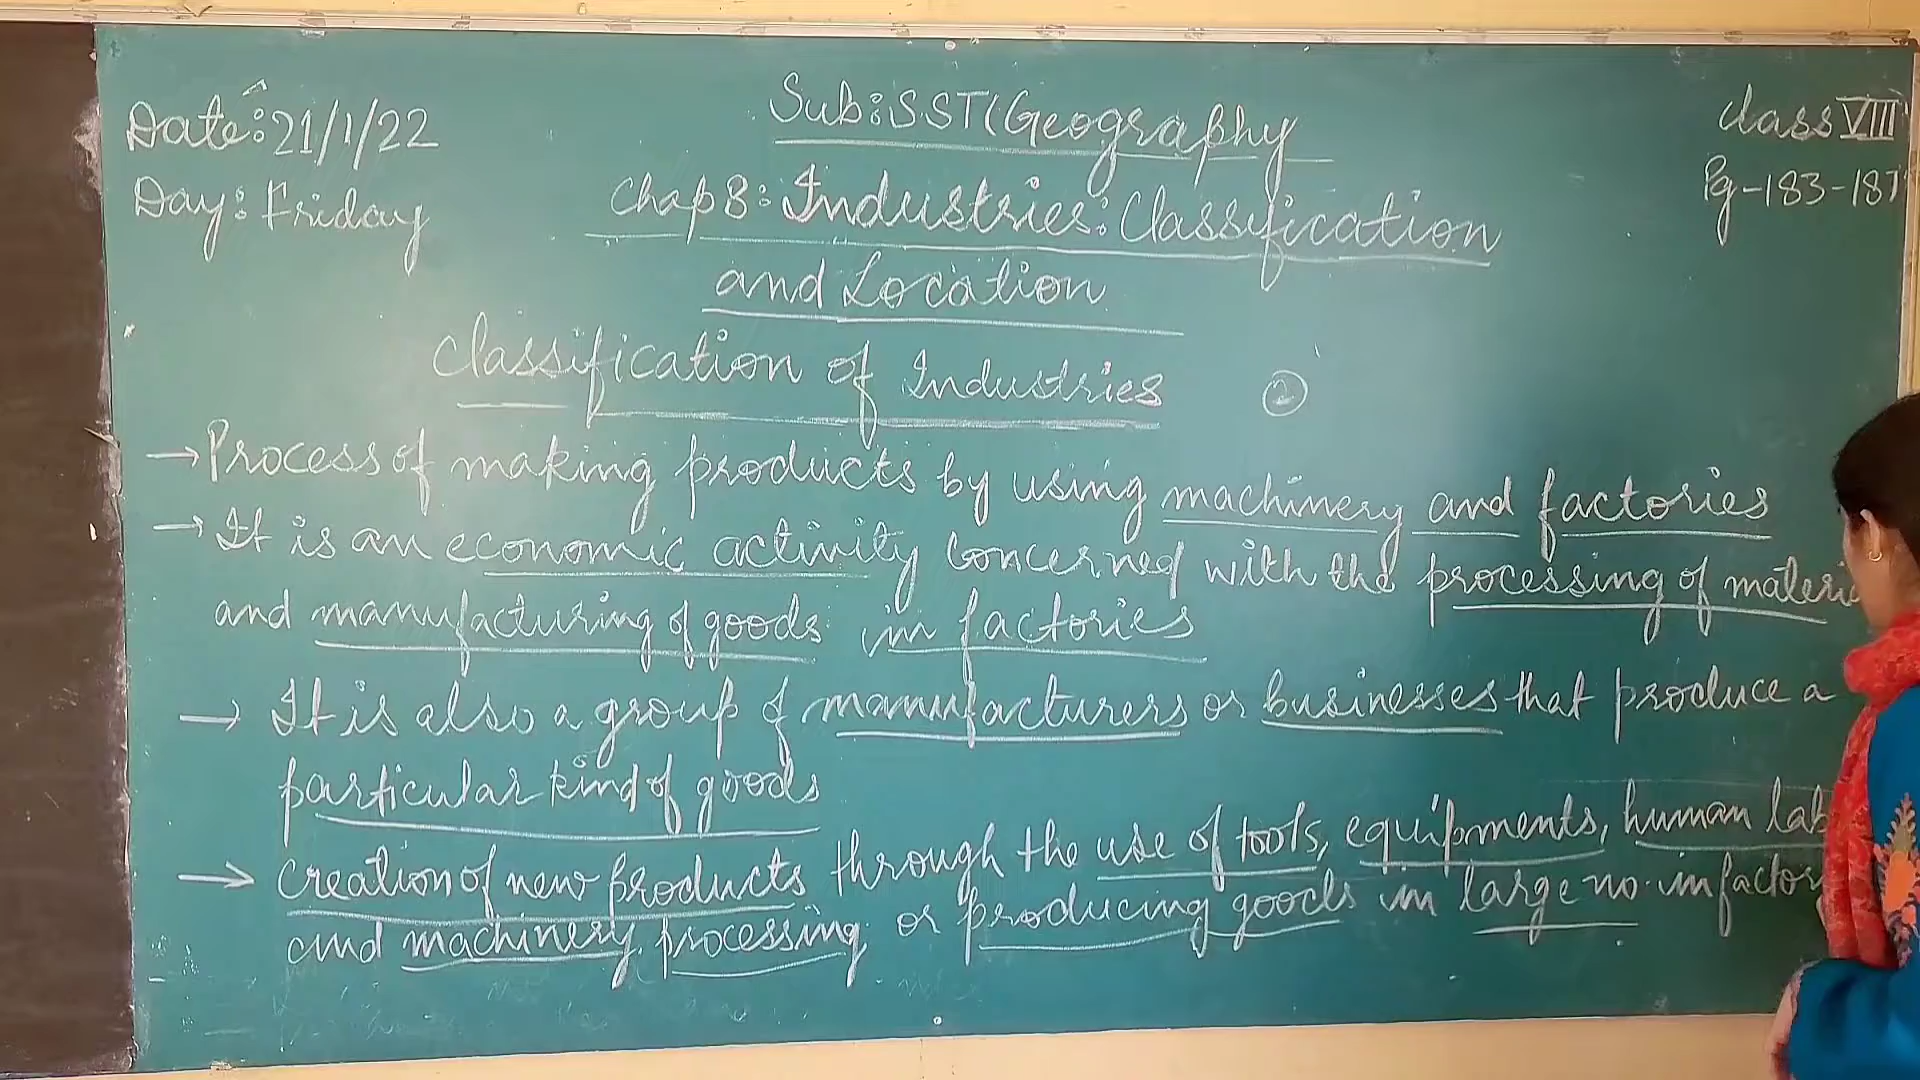 Date: 21/1/22
Day: Friday
Sub: SST(Geography
Class VIII
Pg-183-187
Chap 8: Industries: Classification
and Location
Classification of Industries
→ Process of making products by using machinery and factories
→ It is an economic activity concerned with the processing of materi
and manufacturing of goods in factories
→ It is also a group of manufacturers or businesses that produce a
particular kind of goods
→ Creation of new products through the use of tools, equipments, human lab
and machinery processing or producing goods in large no. in factor